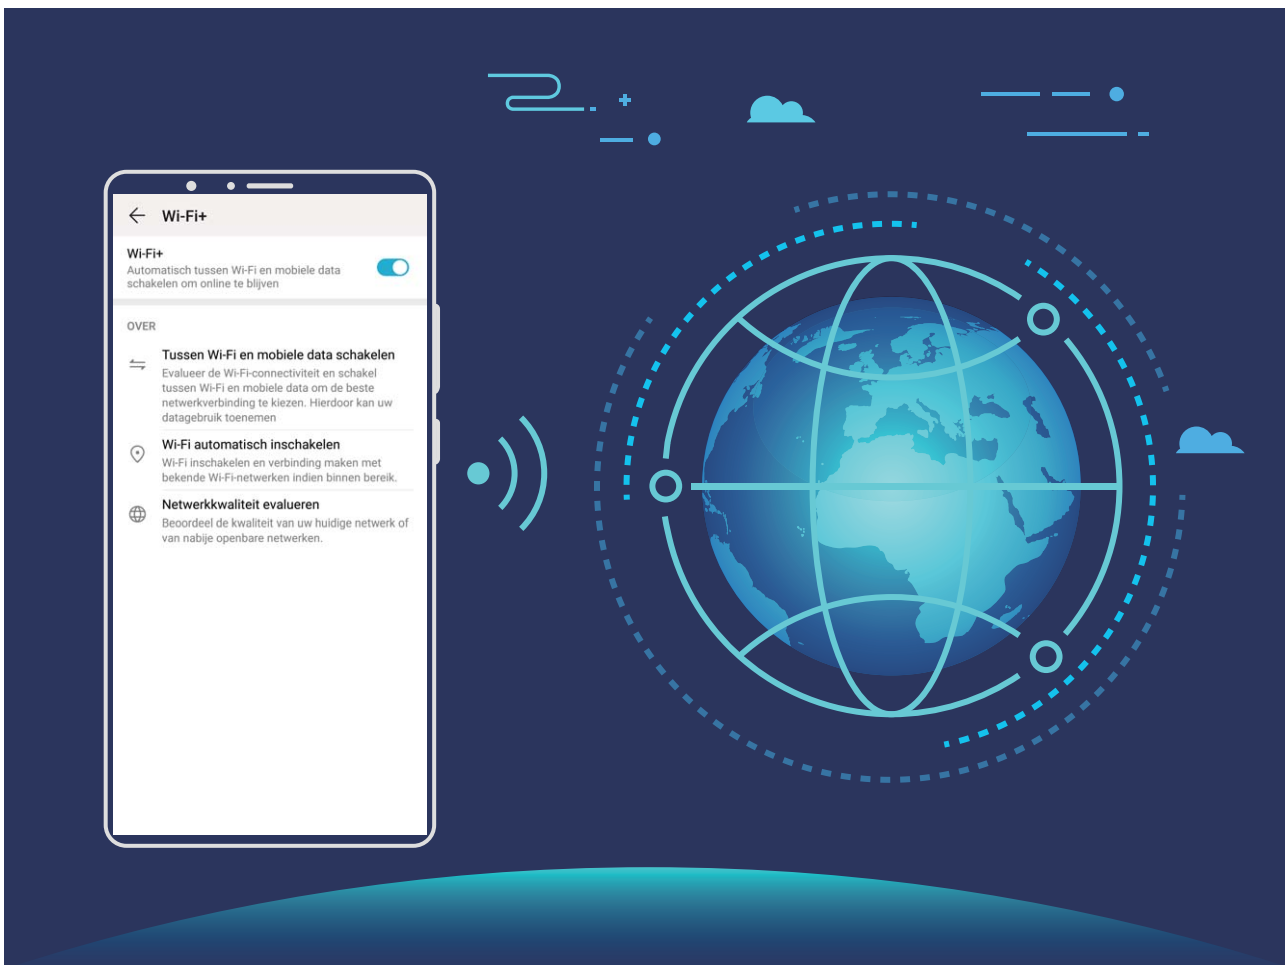 Wi-Fi+
Wi-Fi+
Automatisch tussen Wi-Fi en mobiele data
schakelen om online te blijven
OVER
Tussen Wi-Fi en mobiele data schakelen
Evalueer de Wi-Fi-connectiviteit en schakel
tussen Wi-Fi en mobiele data om de beste
netwerkverbinding te kiezen. Hierdoor kan uw
datagebruik toenemen
Wi-Fi automatisch inschakelen
Wi-Fi inschakelen en verbinding maken met
bekende Wi-Fi-netwerken indien binnen bereik.
Netwerkkwaliteit evalueren
Beoordeel de kwaliteit van uw huidige netwerk of
van nabije openbare netwerken.